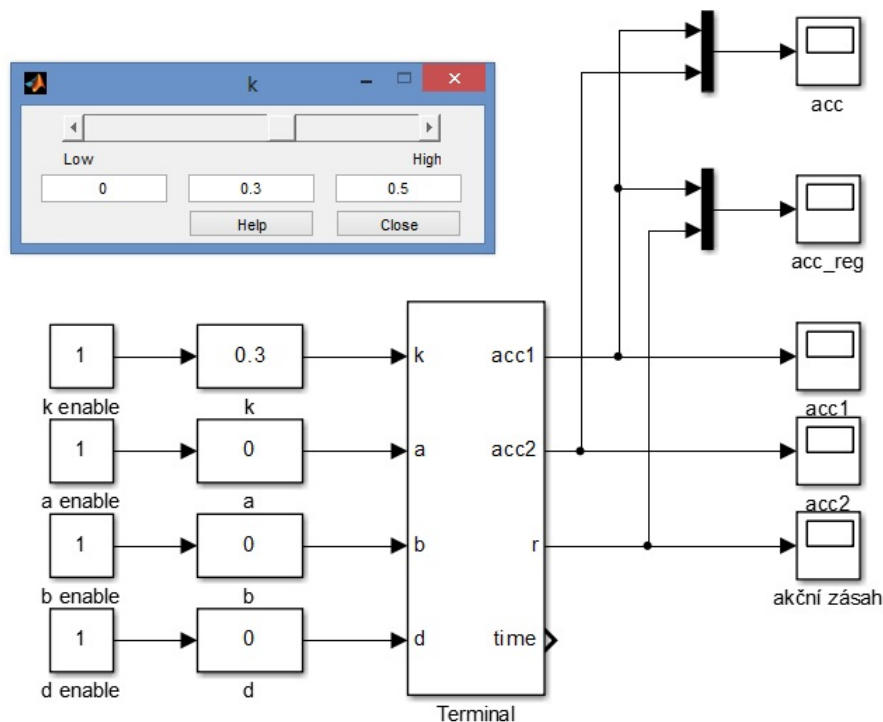 k
Low
High
0
0.3
0.5
Help
Close
acc
acc_reg
1
k enable
0.3
k
1
a enable
0
a
1
b enable
0
b
1
d enable
0
d
k
a
b
d
acc1
acc2
r
time
Terminal
acc1
acc2
akční zásah